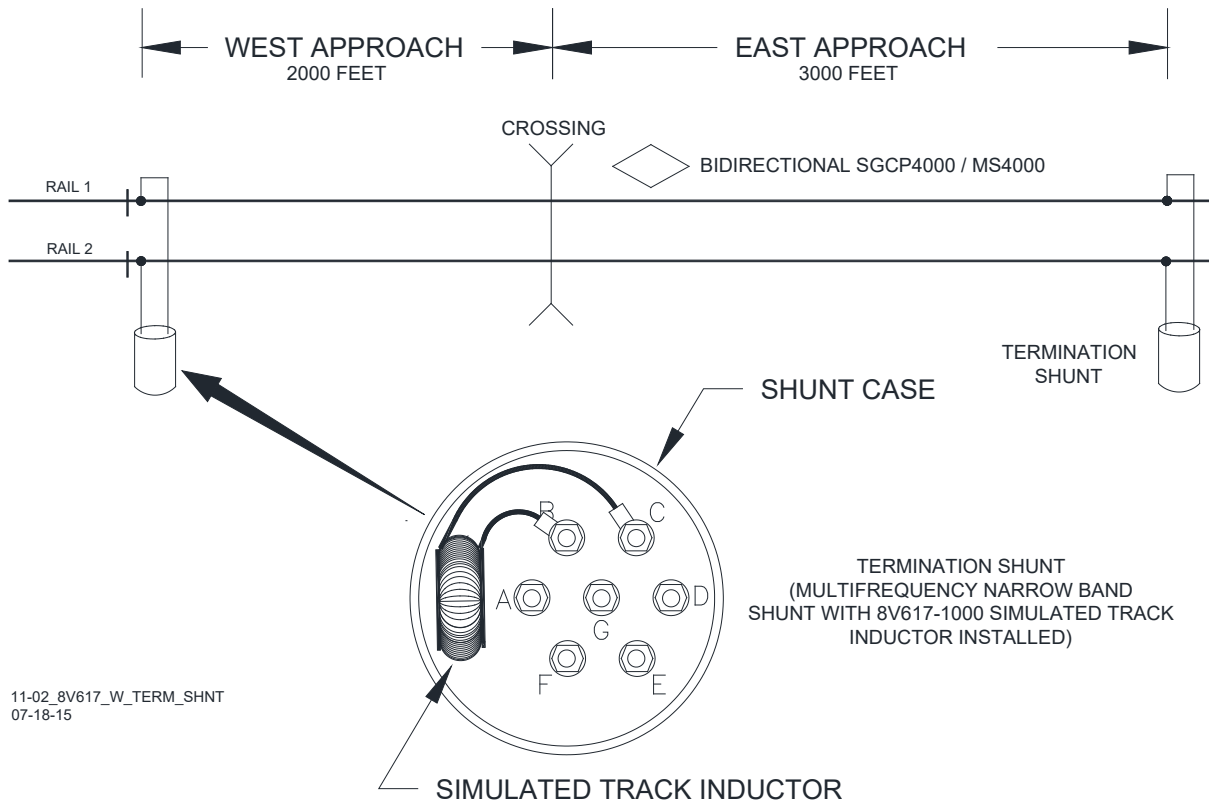 WEST APPROACH
2000 FEET
EAST APPROACH
3000 FEET
CROSSING
BIDIRECTIONAL SGCP4000 / MS4000
RAIL 1
RAIL 2
TERMINATION
SHUNT
SHUNT CASE
B
C
A
D
G
F
E
TERMINATION SHUNT
(MULTIFREQUENCY NARROW BAND
SHUNT WITH 8V617-1000 SIMULATED TRACK
INDUCTOR INSTALLED)
11-02_8V617_W_TERM_SHNT
07-18-15
SIMULATED TRACK INDUCTOR